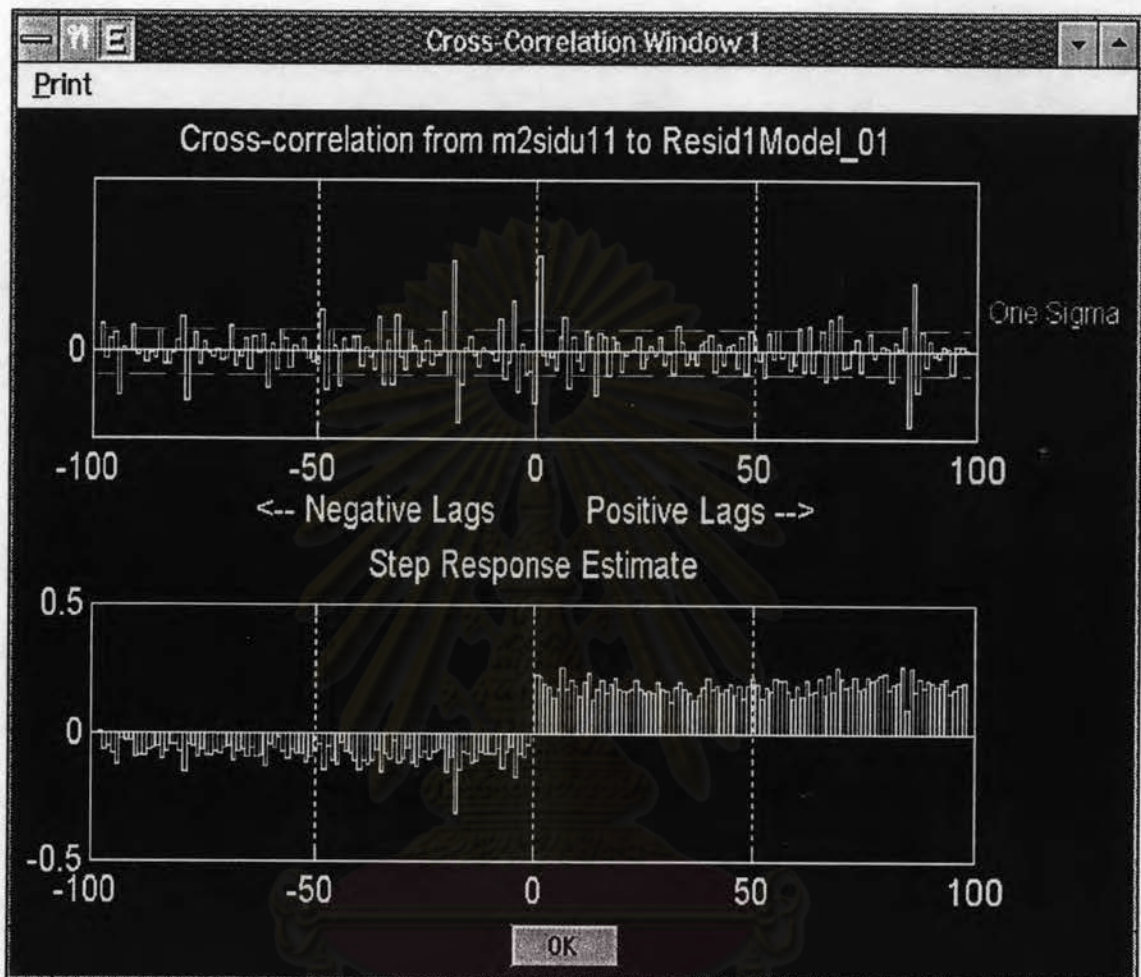 ท E Cross-Correlation Window 1
Print
Cross-correlation from m2sidu11 to Resid1Model_01
One Sigma
0
-100 -50 0 50 100
<-- Negative Lags Positive Lags -->
Step Response Estimate
0.5
0
-0.5
-100 -50 0 50 100
OK